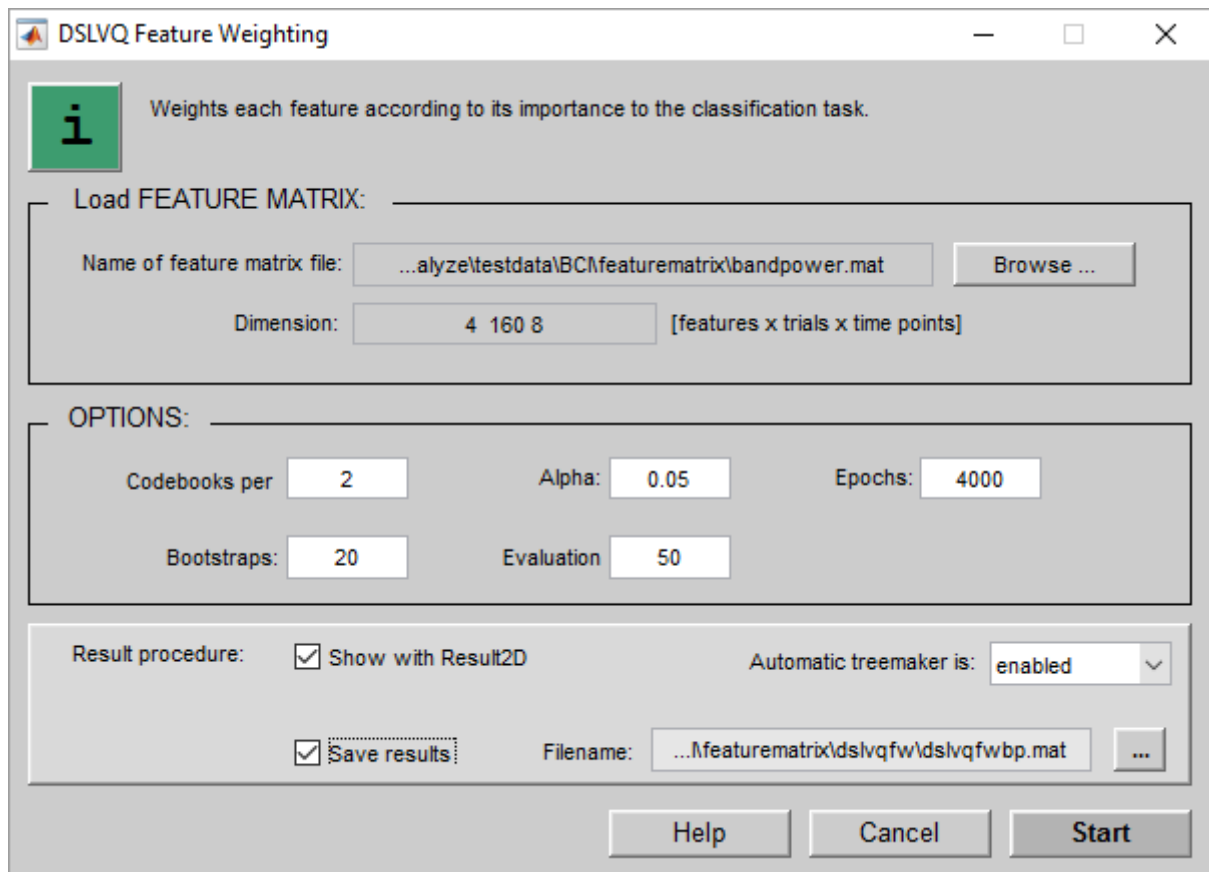 DSLVQ Feature Weighting
i
Weights each feature according to its importance to the classification task.
Load FEATURE MATRIX:
Name of feature matrix file: ...alyze\testdata\BCI\featurematrix\bandpower.mat Browse ...
Dimension: 4 160 8 [features x trials x time points]
OPTIONS:
Codebooks per 2 Alpha: 0.05 Epochs: 4000
Bootstraps: 20 Evaluation 50
Result procedure: Show with Result2D Automatic treemaker is: enabled
Save results Filename: ...I\featurematrix\dslvqfw\dslvqfwbp.mat ...
Help Cancel Start